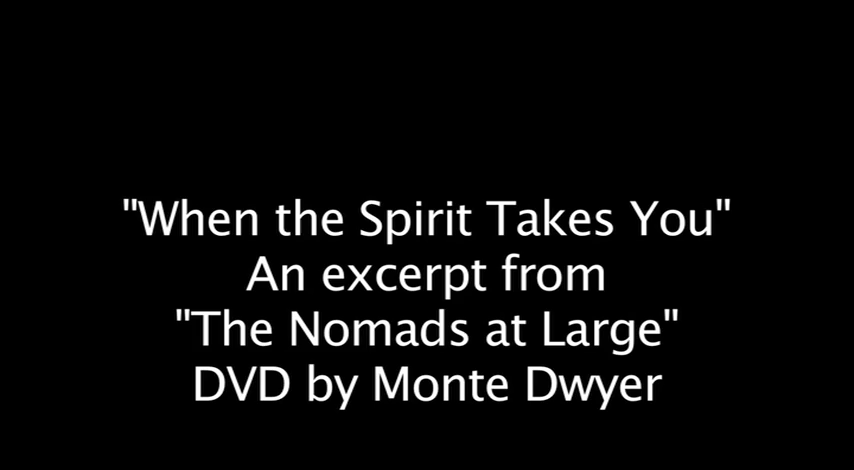 "When the Spirit Takes You"
An excerpt from
"The Nomads at Large"
DVD by Monte Dwyer